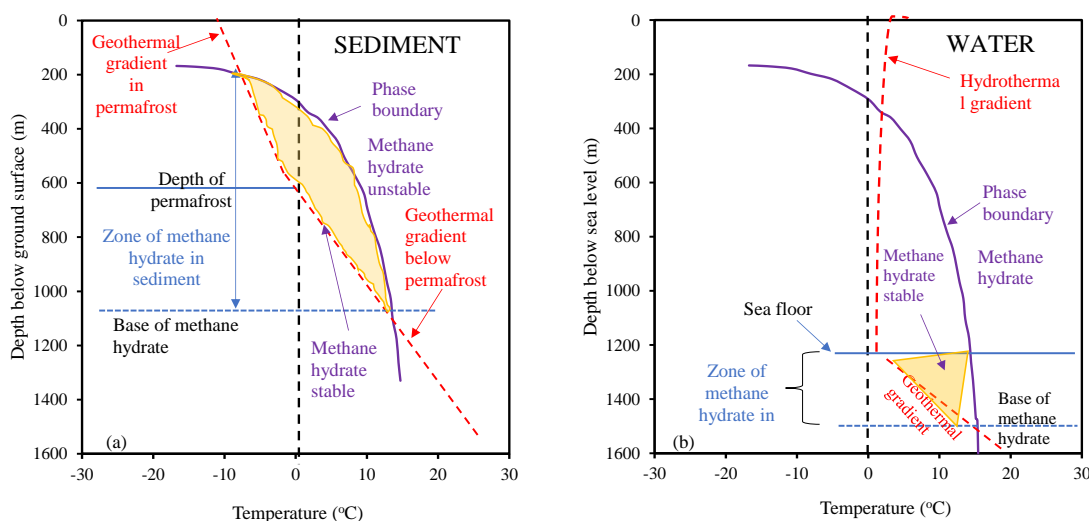 SEDIMENT
0
200
400
600
800
1000
1200
1400
1600
Depth below ground surface (m)
Geothermal
gradient
in
permafrost
Phase
boundary
Methane
hydrate
unstable
Depth of
permafrost
Zone of methane
hydrate in
sediment
Geothermal
gradient
below
permafrost
Base of methane
hydrate
Methane
hydrate
stable
(a)
-30
-20
-10
0
10
20
30
Temperature (oC)
WATER
0
200
400
600
800
1000
1200
1400
1600
Depth below sea level (m)
Hydrotherma
l gradient
Phase
boundary
Methane
hydrate
stable
Methane
hydrate
Sea floor
Zone of
methane
hydrate in
Geothermal
gradient
Base of
methane
hydrate
(b)
-30
-20
-10
0
10
20
30
Temperature (oC)